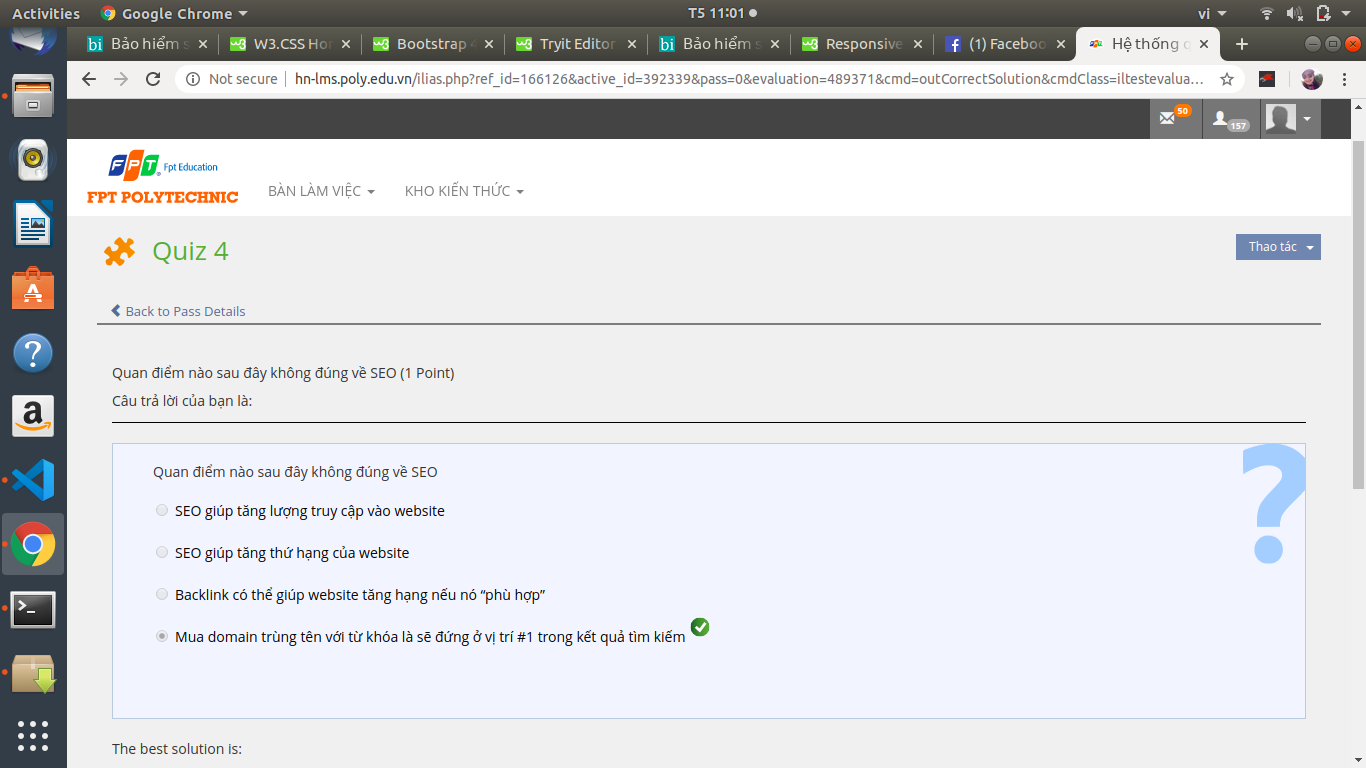 Activities Google Chrome T5 11:01 vi
Bảo hiểm s W3.CSS Ho Bootstrap Tryit Editor Bảo hiểm s Responsive (1) Faceboo Hệ thống q
Not secure hn-lms.poly.edu.vn/ilias.php?ref_id=166126&active_id=392339&pass=0&evaluation=489371&cmd=outCorrectSolution&cmdClass=iltestevalua...
50
157
FPT Fpt Education
FPT POLYTECHNIC
BÀN LÀM VIỆC KHO KIẾN THỨC
Quiz 4
Thao tác
Back to Pass Details
Quan điểm nào sau đây không đúng về SEO (1 Point)
Câu trả lời của bạn là:
Quan điểm nào sau đây không đúng về SEO
SEO giúp tăng lượng truy cập vào website
SEO giúp tăng thứ hạng của website
Backlink có thể giúp website tăng hạng nếu nó “phù hợp”
Mua domain trùng tên với từ khóa là sẽ đứng ở vị trí #1 trong kết quả tìm kiếm
The best solution is: